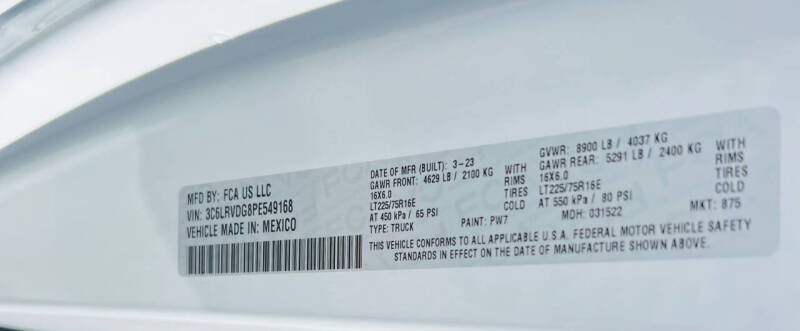 MFD BY: FCA US LLC
VIN: 3C6LRVDG8PE549168
VEHICLE MADE IN: MEXICO
DATE OF MFR (BUILT): 3-23
GAWR FRONT: 4629 LB / 2100 KG WITH
16X6.0 RIMS
LT225/75R16E TIRES
AT 450 kPa / 65 PSI COLD
TYPE: TRUCK PAINT: PW7
GVWR: 8900 LB / 4037 KG
GAWR REAR: 5291 LB / 2400 KG WITH
16X6.0 RIMS
LT225/75R16E TIRES
AT 550 kPa / 80 PSI COLD
MDH: 031522 MKT: 875
THIS VEHICLE CONFORMS TO ALL APPLICABLE U.S.A. FEDERAL MOTOR VEHICLE SAFETY
STANDARDS IN EFFECT ON THE DATE OF MANUFACTURE SHOWN ABOVE.